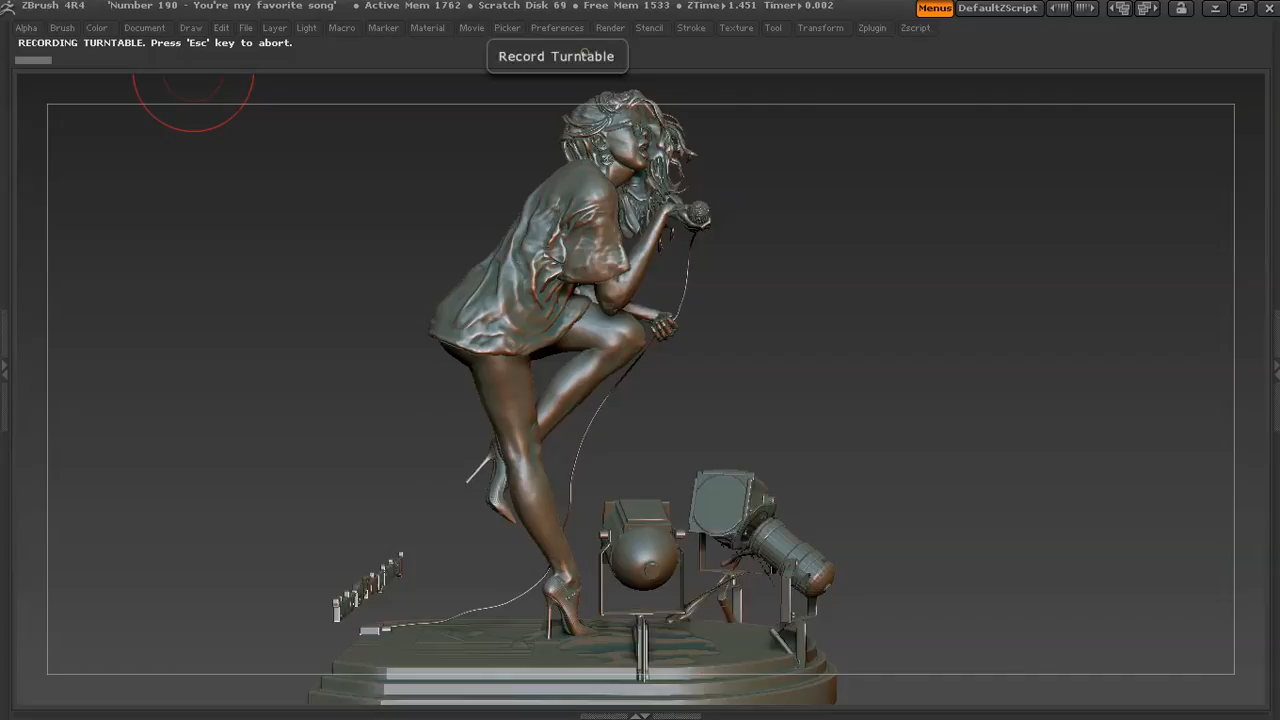 ZBrush 4R4 'Number 190 - You're my favorite song' • Active Mem 1762 • Scratch Disk 69 • Free Mem 1533 • ZTime▸1.451 Timer▸0.002 Menus DefaultZScript
Alpha Brush Color Document Draw Edit File Layer Light Macro Marker Material Movie Picker Preferences Render Stencil Stroke Texture Tool Transform Zplugin Zscript
RECORDING TURNTABLE. Press 'Esc' key to abort.
Record Turntable